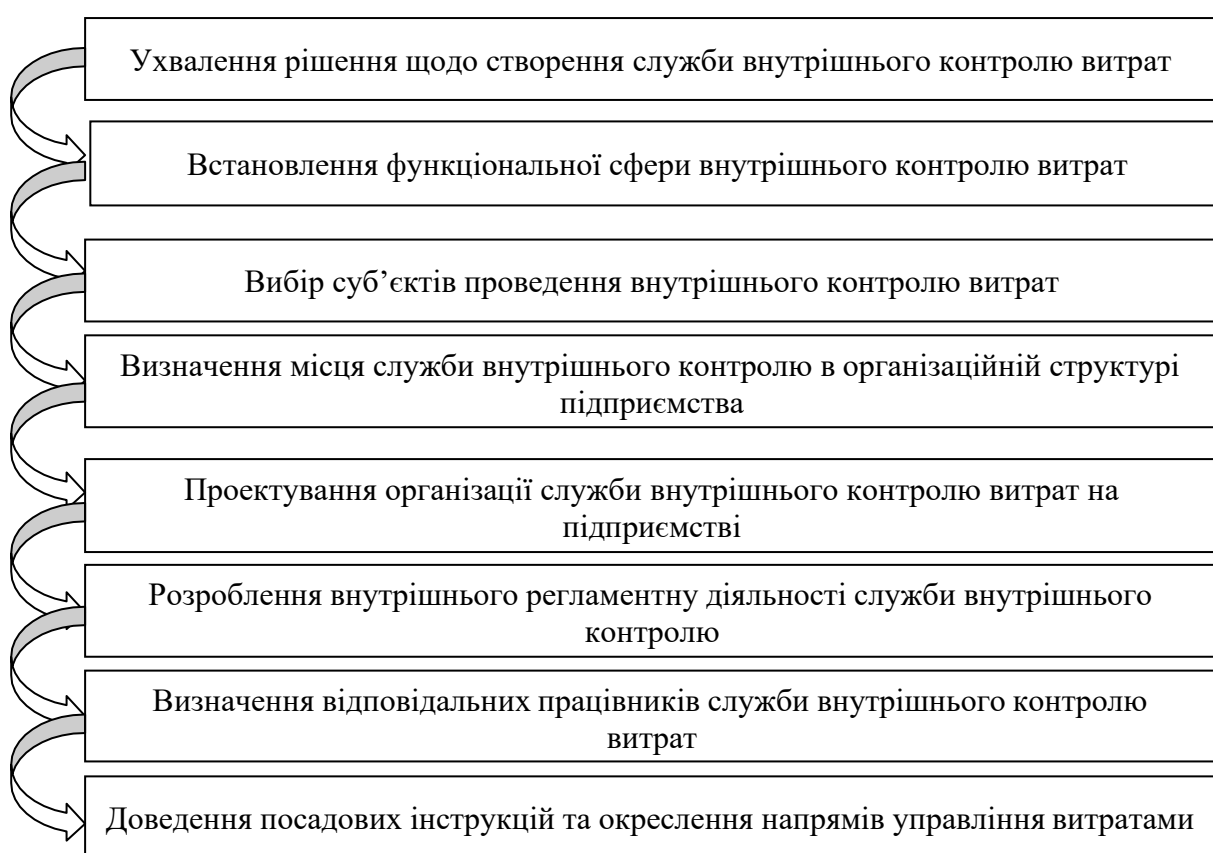 Ухвалення рішення щодо створення служби внутрішнього контролю витрат
Встановлення функціональної сфери внутрішнього контролю витрат
Вибір суб’єктів проведення внутрішнього контролю витрат
Визначення місця служби внутрішнього контролю в організаційній структурі
підприємства
Проектування організації служби внутрішнього контролю витрат на
підприємстві
Розроблення внутрішнього регламентну діяльності служби внутрішнього
контролю
Визначення відповідальних працівників служби внутрішнього контролю
витрат
Доведення посадових інструкцій та окреслення напрямів управління витратами